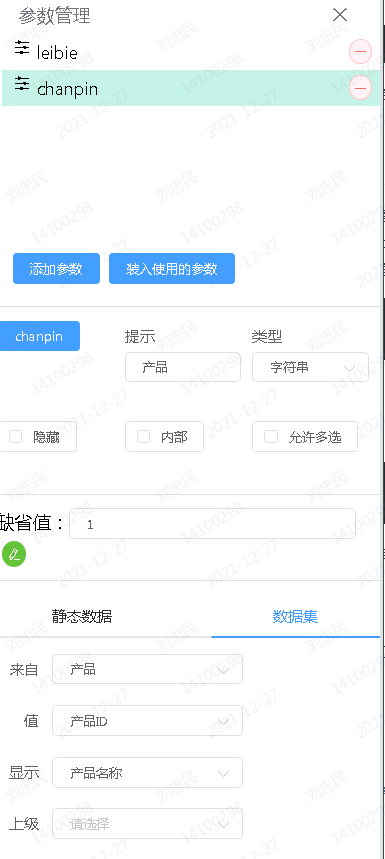 参数管理
leibie
chanpin
添加参数 装入使用的参数
chanpin 提示 类型
产品 字符串
隐藏 内部 允许多选
缺省值： 1
静态数据 数据集
来自 产品
值 产品ID
显示 产品名称
上级 请选择
刘忠民
14100298
2021-12-27